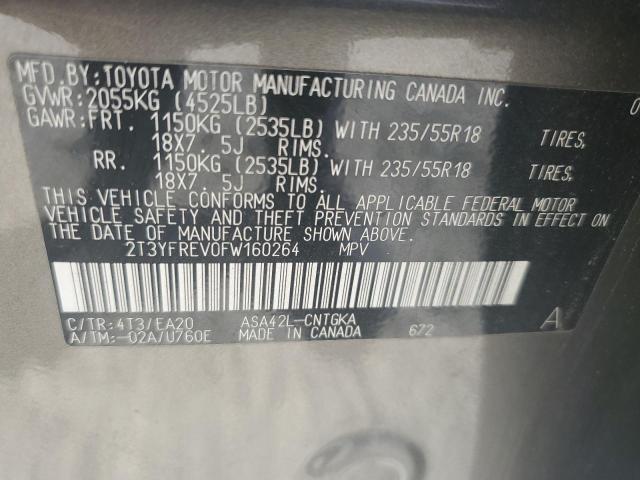 MFD.BY:TOYOTA MOTOR MANUFACTURING CANADA INC.
GVWR:2055KG (4525LB)
GAWR:FRT. 1150KG (2535LB) WITH 235/55R18 TIRES,
18X7.5J RIMS.
RR. 1150KG (2535LB) WITH 235/55R18 TIRES,
18X7.5J RIMS.
THIS VEHICLE CONFORMS TO ALL APPLICABLE FEDERAL MOTOR
VEHICLE SAFETY AND THEFT PREVENTION STANDARDS IN EFFECT ON
THE DATE OF MANUFACTURE SHOWN ABOVE.
2T3YFREV0FW160264 MPV
C/TR:4T3/EA20 ASA42L-CNTGKA A
A/TM:-02A/U760E MADE IN CANADA 672